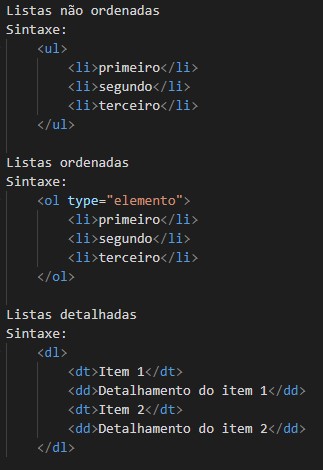 Listas não ordenadas
Sintaxe:
<ul>
<li>primeiro</li>
<li>segundo</li>
<li>terceiro</li>
</ul>
Listas ordenadas
Sintaxe:
<ol type="elemento">
<li>primeiro</li>
<li>segundo</li>
<li>terceiro</li>
</ol>
Listas detalhadas
Sintaxe:
<dl>
<dt>Item 1</dt>
<dd>Detalhamento do item 1</dd>
<dt>Item 2</dt>
<dd>Detalhamento do item 2</dd>
</dl>